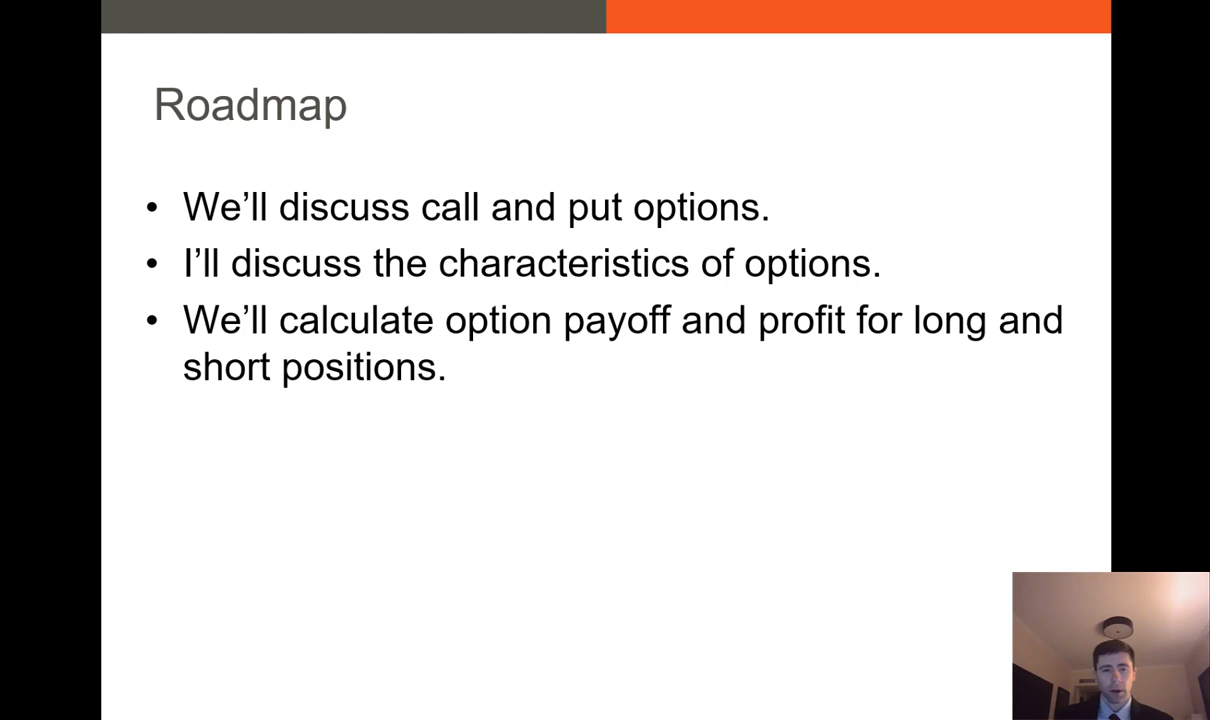 Roadmap
• We’ll discuss call and put options.
• I’ll discuss the characteristics of options.
• We’ll calculate option payoff and profit for long and
short positions.